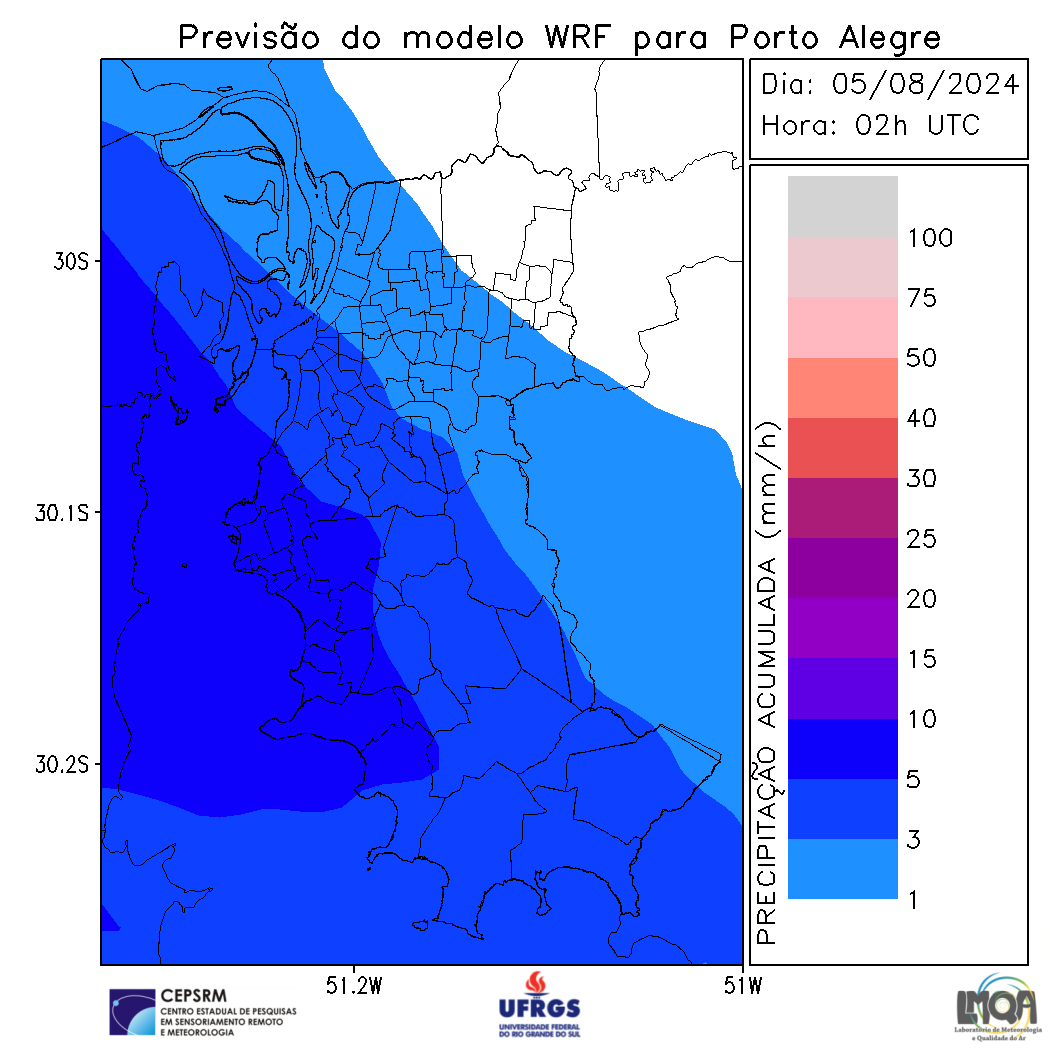 Previsão do modelo WRF para Porto Alegre
Dia: 05/08/2024
Hora: 02h UTC
30S
30.1S
30.2S
51.2W
51W
PRECIPITAÇÃO ACUMULADA (mm/h)
100
75
50
40
30
25
20
15
10
5
3
1
CEPSRM
CENTRO ESTADUAL DE PESQUISAS
EM SENSORIAMENTO REMOTO
E METEOROLOGIA
UFRGS
UNIVERSIDADE FEDERAL
DO RIO GRANDE DO SUL
LMQA
Laboratório de Meteorologia
e Qualidade do Ar